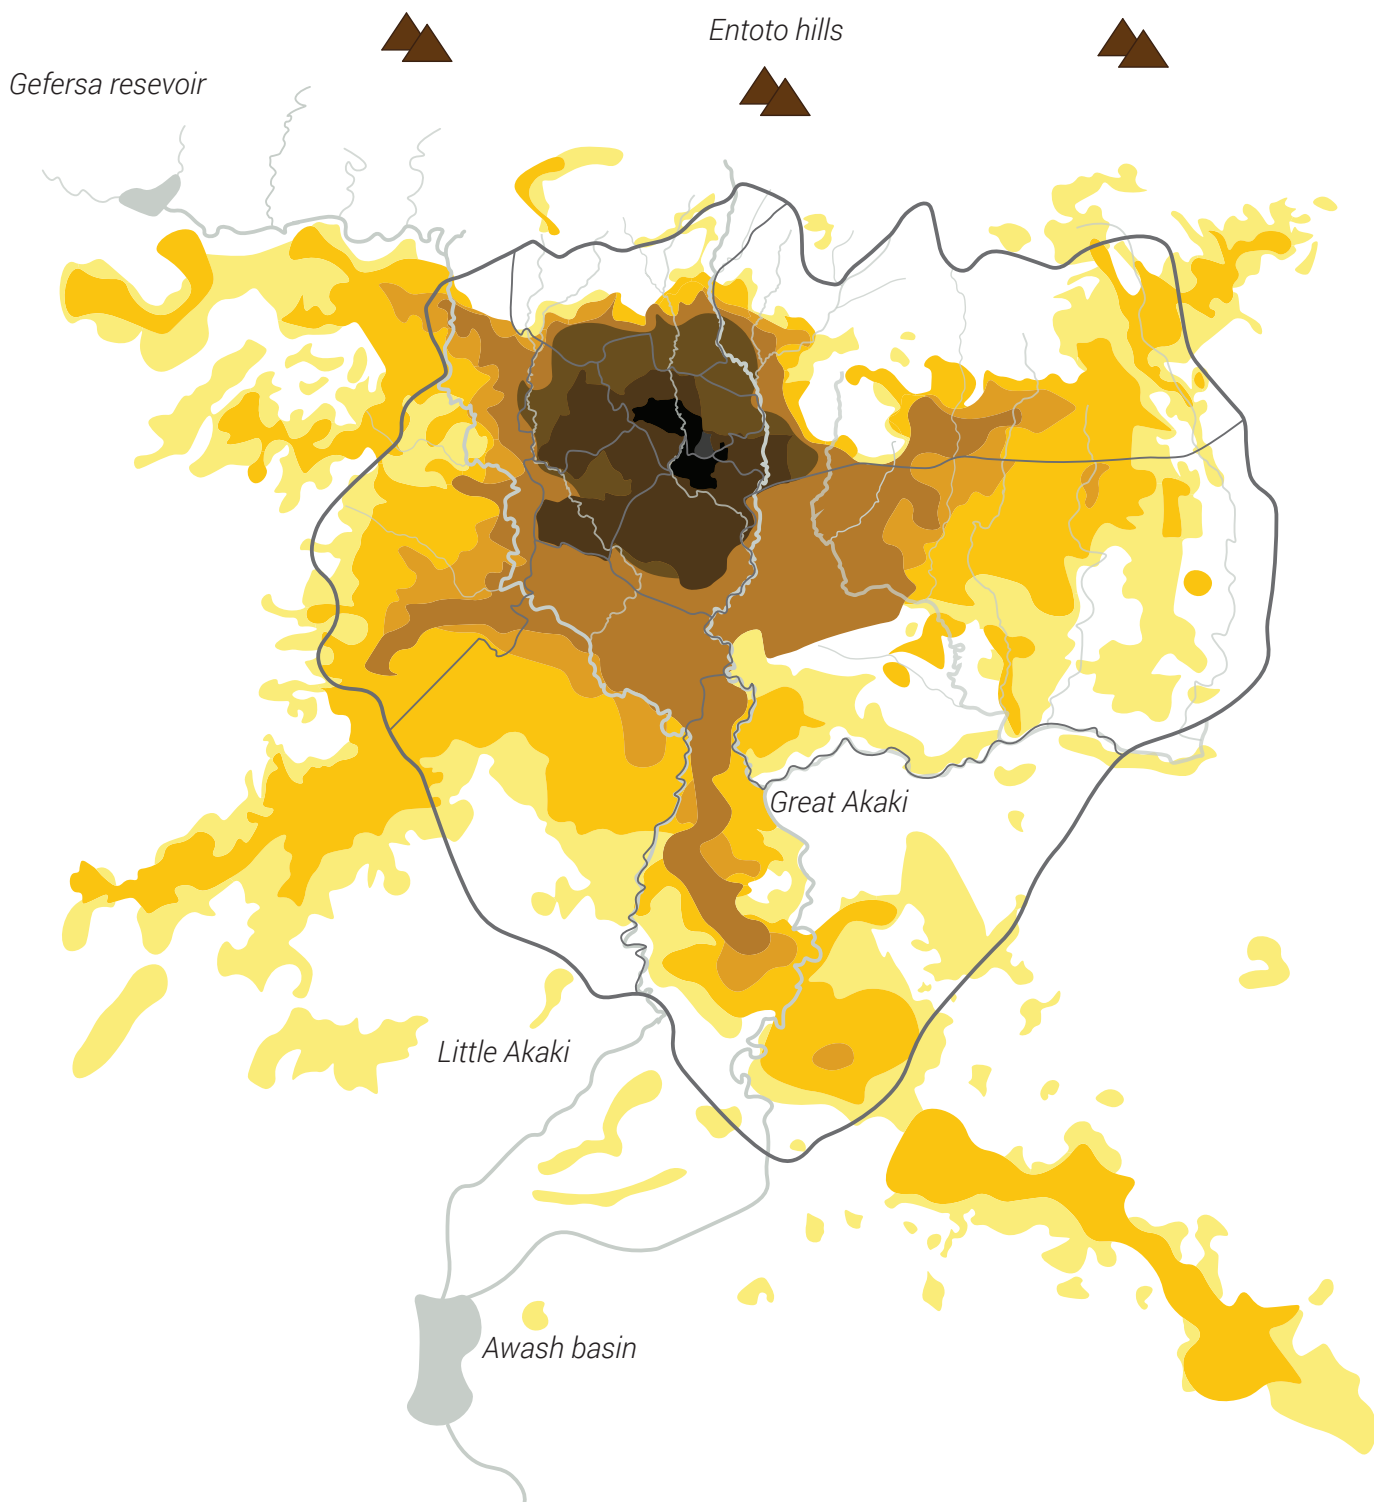 Entoto hills
Gefersa resevoir
Great Akaki
Little Akaki
Awash basin